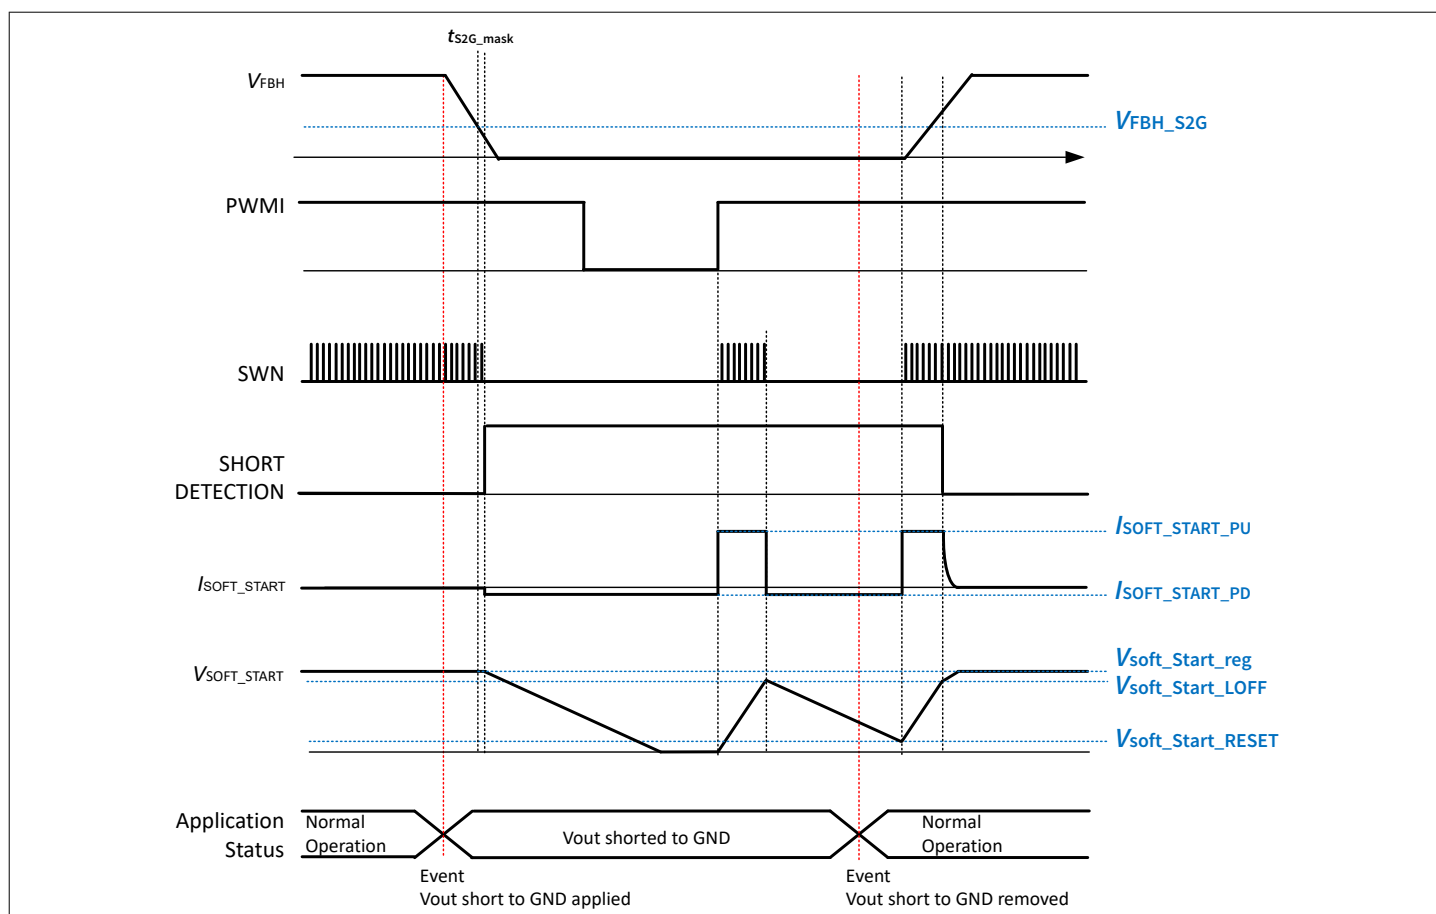 tS2G_mask
VFBH
VFBH_S2G
PWMI
SWN
SHORT
DETECTION
ISOFT_START_PU
ISOFT_START
ISOFT_START_PD
Vsoft_Start_reg
VSOFT_START
Vsoft_Start_LOFF
Vsoft_Start_RESET
Application
Status
Normal
Operation
Vout shorted to GND
Normal
Operation
Event
Vout short to GND applied
Event
Vout short to GND removed